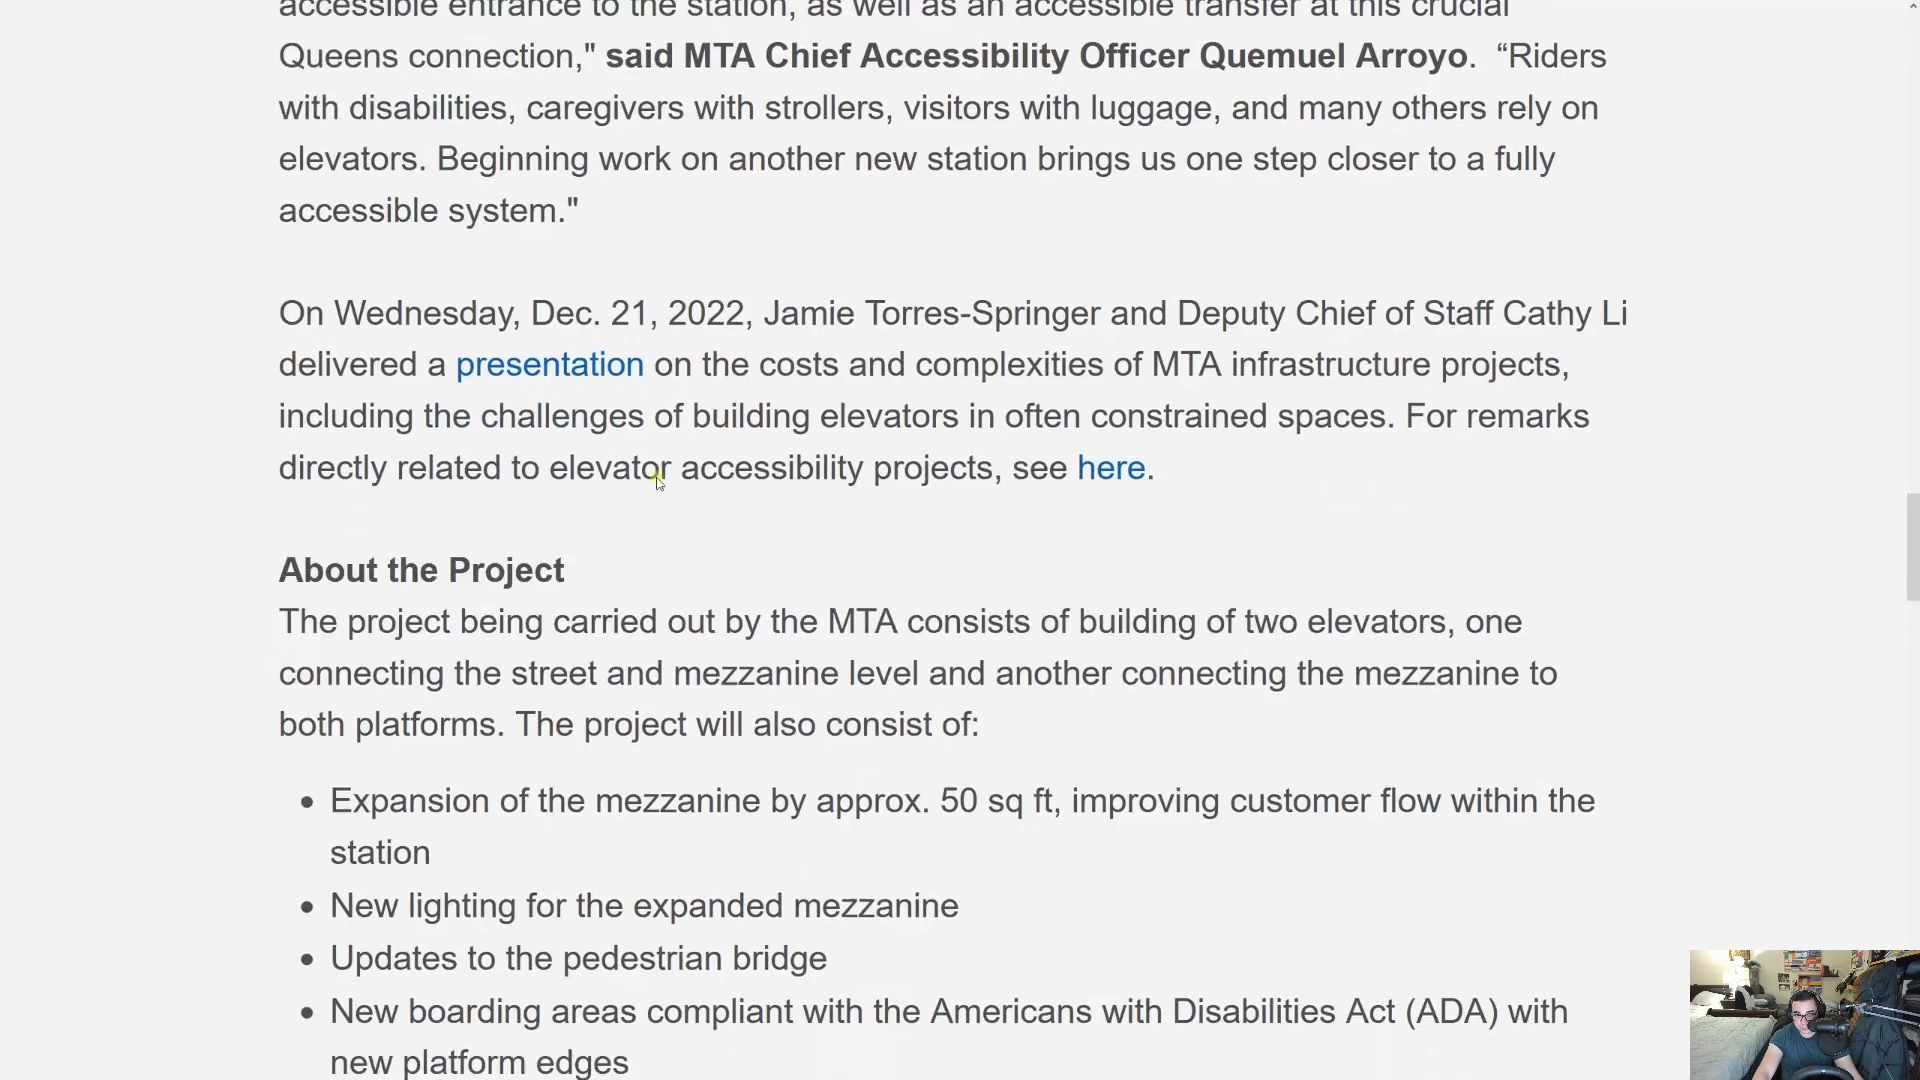 accessible entrance to the station, as well as an accessible transfer at this crucial
Queens connection," said MTA Chief Accessibility Officer Quemuel Arroyo.  “Riders
with disabilities, caregivers with strollers, visitors with luggage, and many others rely on
elevators. Beginning work on another new station brings us one step closer to a fully
accessible system."
On Wednesday, Dec. 21, 2022, Jamie Torres-Springer and Deputy Chief of Staff Cathy Li
delivered a presentation on the costs and complexities of MTA infrastructure projects,
including the challenges of building elevators in often constrained spaces. For remarks
directly related to elevator accessibility projects, see here.
About the Project
The project being carried out by the MTA consists of building of two elevators, one
connecting the street and mezzanine level and another connecting the mezzanine to
both platforms. The project will also consist of:
• Expansion of the mezzanine by approx. 50 sq ft, improving customer flow within the
station
• New lighting for the expanded mezzanine
• Updates to the pedestrian bridge
• New boarding areas compliant with the Americans with Disabilities Act (ADA) with
new platform edges